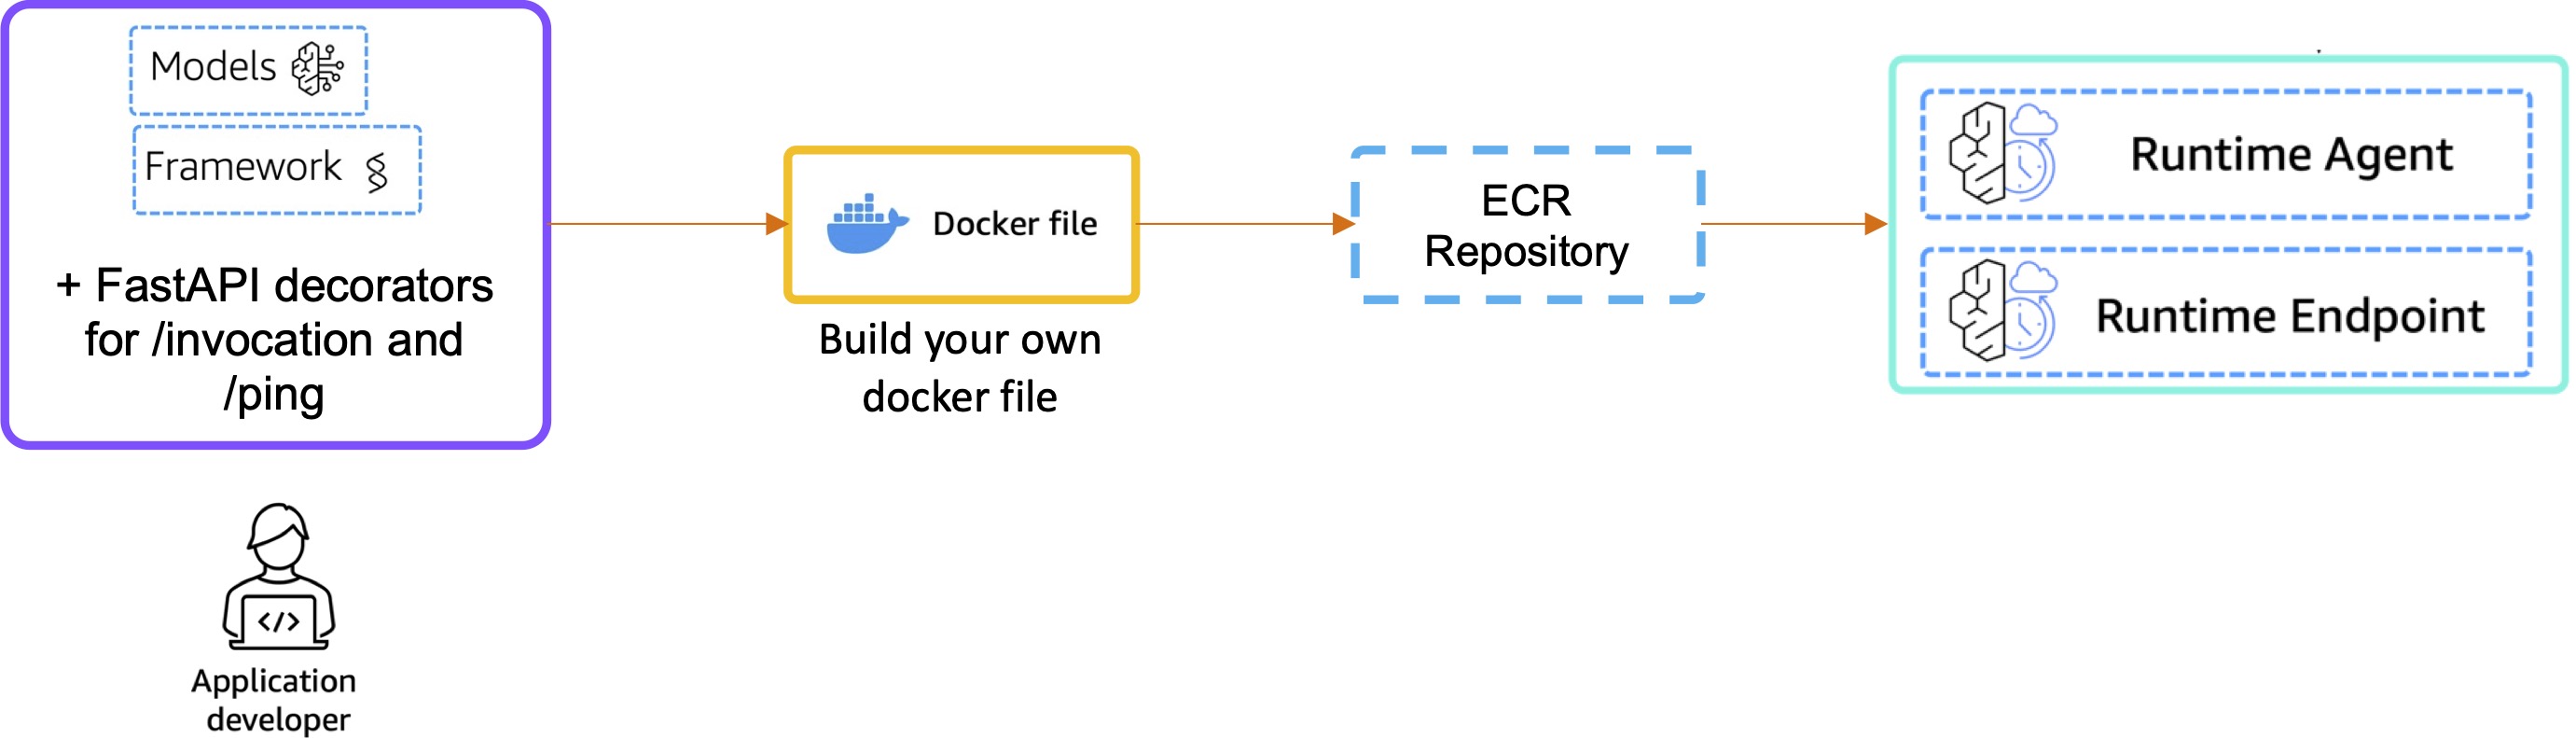 Models
Framework
+ FastAPI decorators
for /invocation and
/ping
Application
developer
Docker file
Build your own
docker file
ECR
Repository
Runtime Agent
Runtime Endpoint